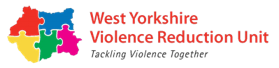 West Yorkshire
Violence Reduction Unit
Tackling Violence Together